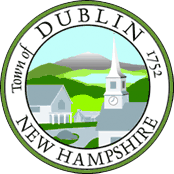 Town of
DUBLIN
1752
NEW HAMPSHIRE